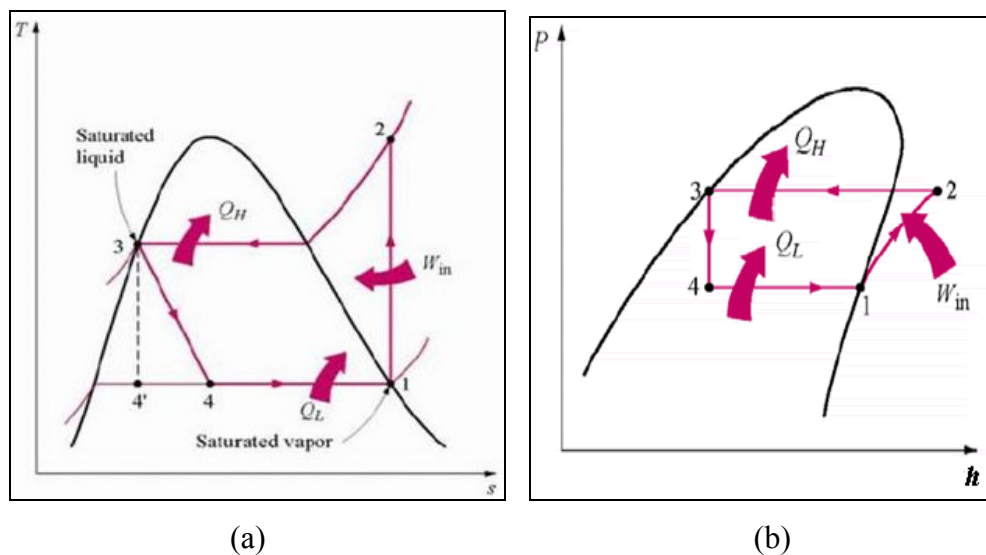 T
2
Saturated
liquid
Q_H
3
W_in
4'
4
Q_L
1
Saturated vapor
s
(a)
P
Q_H
3
2
Q_L
4
1
W_in
h
(b)